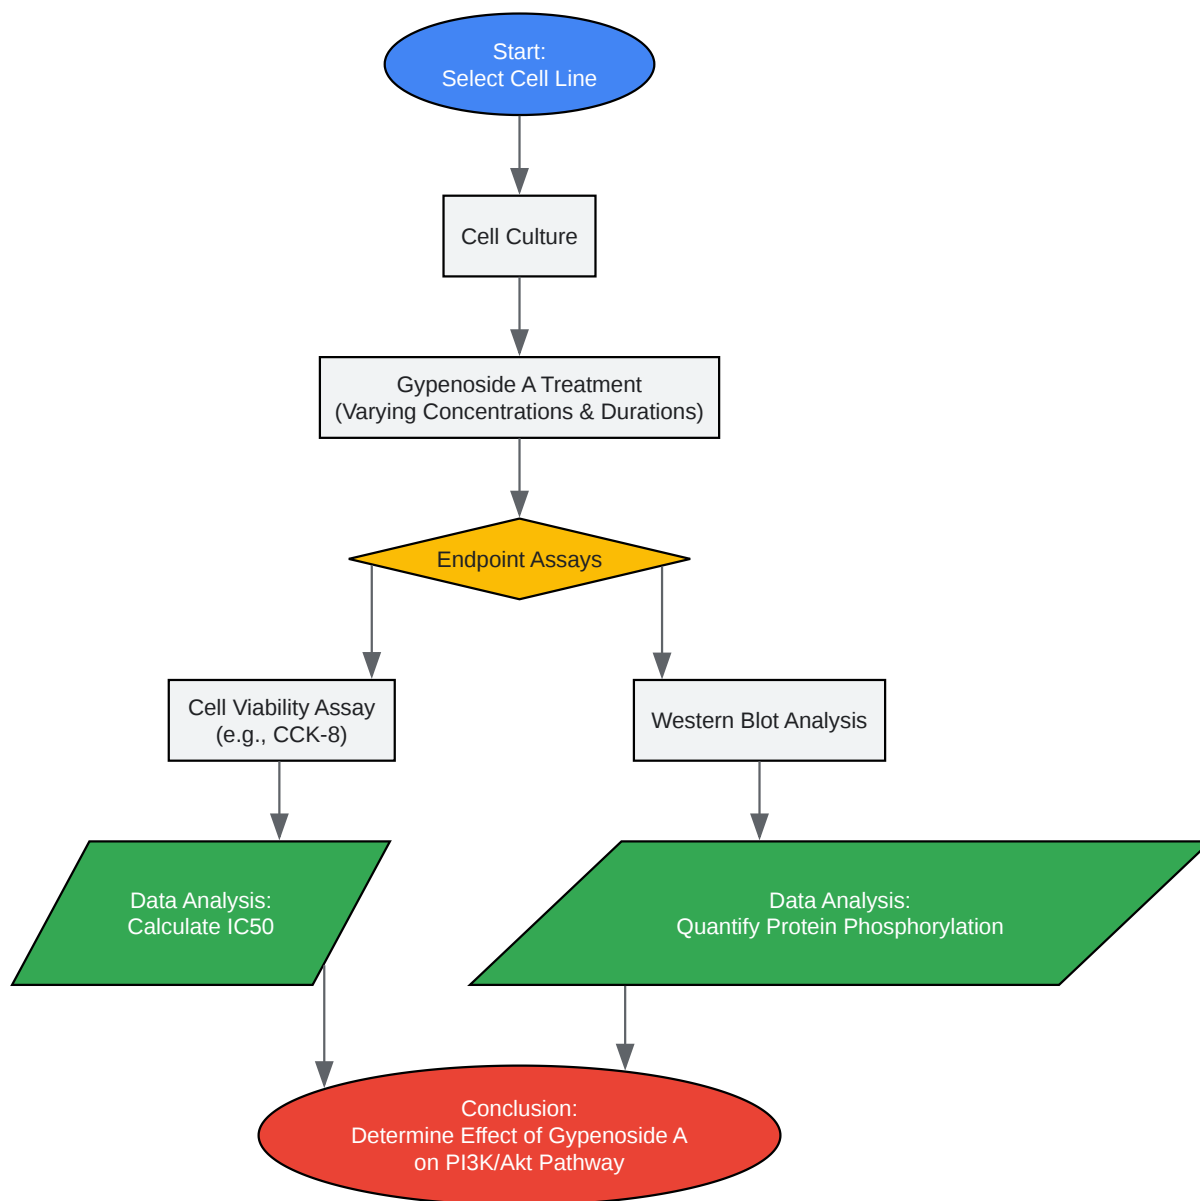 Start:
Select Cell Line
Cell Culture
Gypenoside A Treatment
(Varying Concentrations & Durations)
Endpoint Assays
Cell Viability Assay
(e.g., CCK-8)
Western Blot Analysis
Data Analysis:
Calculate IC50
Data Analysis:
Quantify Protein Phosphorylation
Conclusion:
Determine Effect of Gypenoside A
on PI3K/Akt Pathway